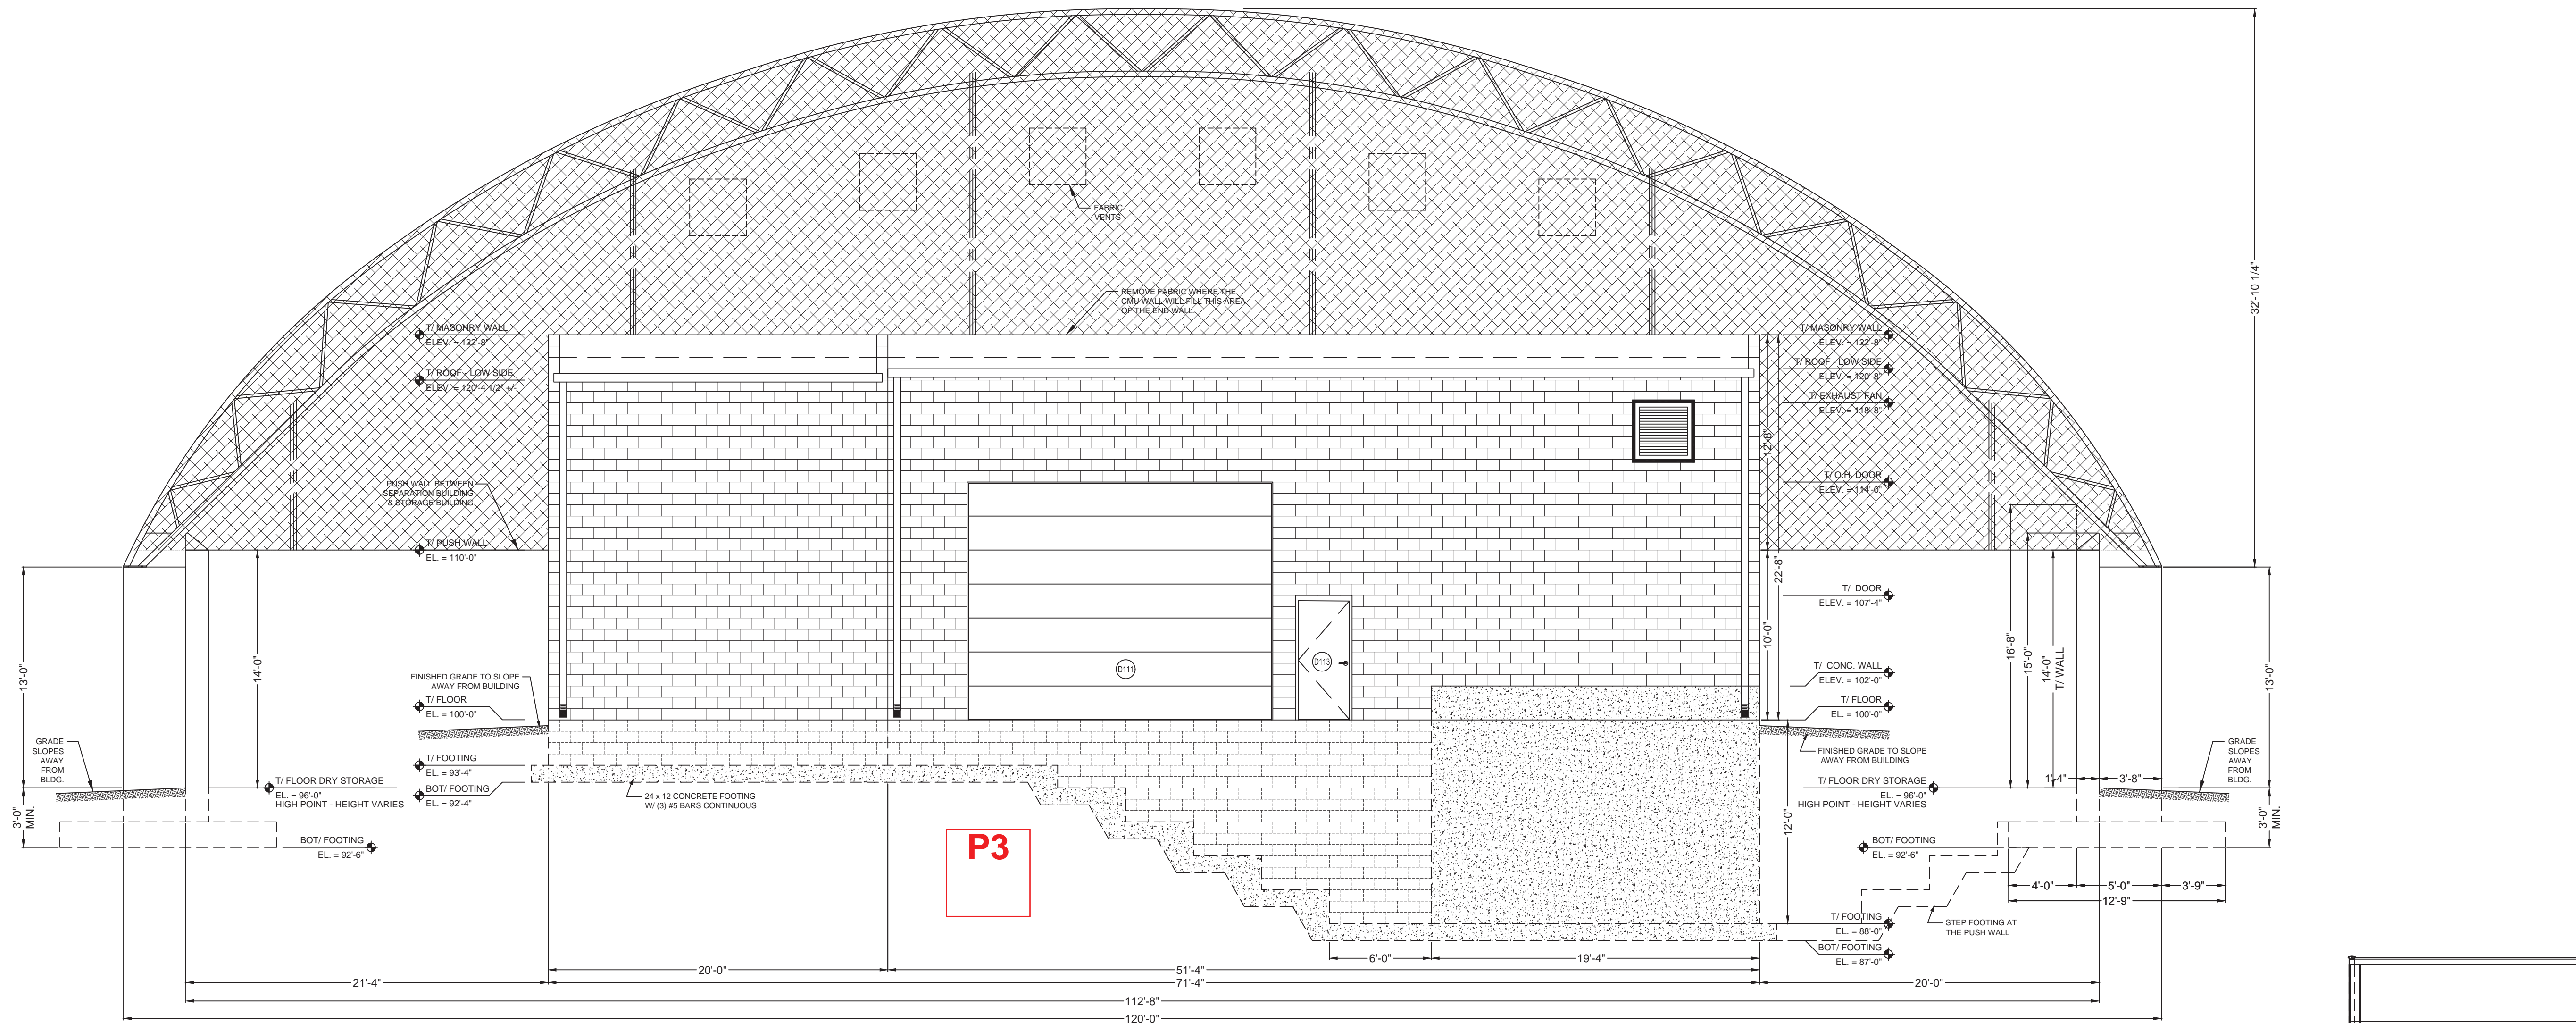 32'-10 1/4"
FABRIC
VENTS
REMOVE FABRIC WHERE THE
CMU WALL WILL FILL THIS AREA
OF THE END WALL.
T/ MASONRY WALL
ELEV. = 122'-8"
T/ ROOF - LOW SIDE
ELEV. = 120'-4 1/2" +/-
PUSH WALL BETWEEN
SEPARATION BUILDING
& STORAGE BUILDING
T/ PUSH WALL
EL. = 110'-0"
T/ MASONRY WALL
ELEV. = 122'-8"
T/ ROOF - LOW SIDE
ELEV. = 120'-8"
T/ EXHAUST FAN
ELEV. = 118'-8"
T/ O.H. DOOR
ELEV. = 114'-0"
12'-8"
22'-8"
10'-0"
T/ DOOR
ELEV. = 107'-4"
T/ CONC. WALL
ELEV. = 102'-0"
T/ FLOOR
EL. = 100'-0"
16'-8"
15'-0"
14'-0"
T/ WALL
13'-0"
13'-0"
14'-0"
D111
D113
FINISHED GRADE TO SLOPE
AWAY FROM BUILDING
T/ FLOOR
EL. = 100'-0"
GRADE
SLOPES
AWAY
FROM
BLDG.
T/ FOOTING
EL. = 93'-4"
T/ FLOOR DRY STORAGE
EL. = 96'-0"
HIGH POINT - HEIGHT VARIES
BOT/ FOOTING
EL. = 92'-4"
24 x 12 CONCRETE FOOTING
W/ (3) #5 BARS CONTINUOUS
3'-0"
MIN.
BOT/ FOOTING
EL. = 92'-6"
P3
FINISHED GRADE TO SLOPE
AWAY FROM BUILDING
T/ FLOOR DRY STORAGE
EL. = 96'-0"
HIGH POINT - HEIGHT VARIES
1'-4"
3'-8"
GRADE
SLOPES
AWAY
FROM
BLDG.
3'-0"
MIN.
12'-0"
BOT/ FOOTING
EL. = 92'-6"
4'-0"
5'-0"
3'-9"
12'-9"
T/ FOOTING
EL. = 88'-0"
STEP FOOTING AT
THE PUSH WALL
BOT/ FOOTING
EL. = 87'-0"
6'-0"
19'-4"
20'-0"
51'-4"
21'-4"
71'-4"
20'-0"
112'-8"
120'-0"